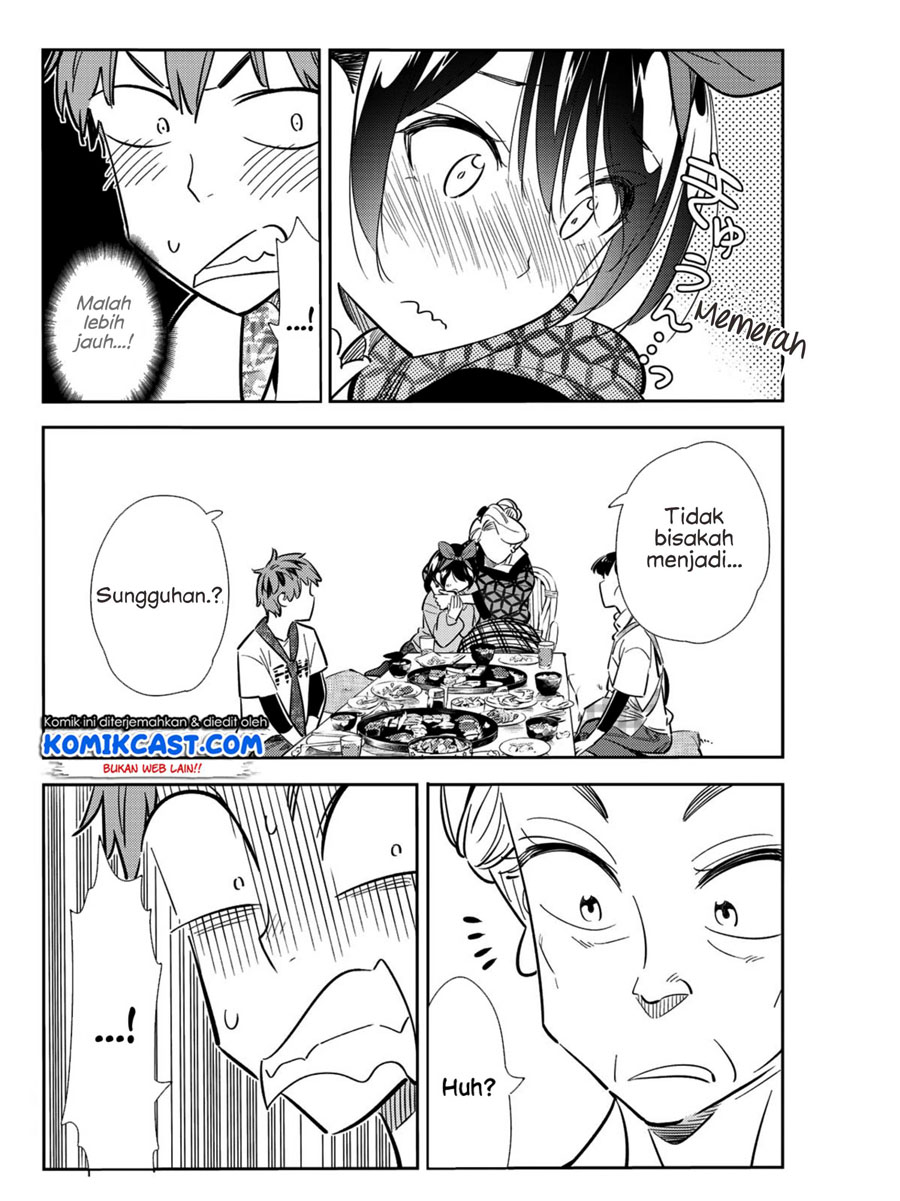 きゅうん…っ
Memerah
....!
Malah
lebih
jauh...!
Tidak
bisakah
menjadi...
Sungguhan.?
Komik ini diterjemahkan & diedit oleh
KOMIKCAST.COM
BUKAN WEB LAIN!!
Huh?
....!